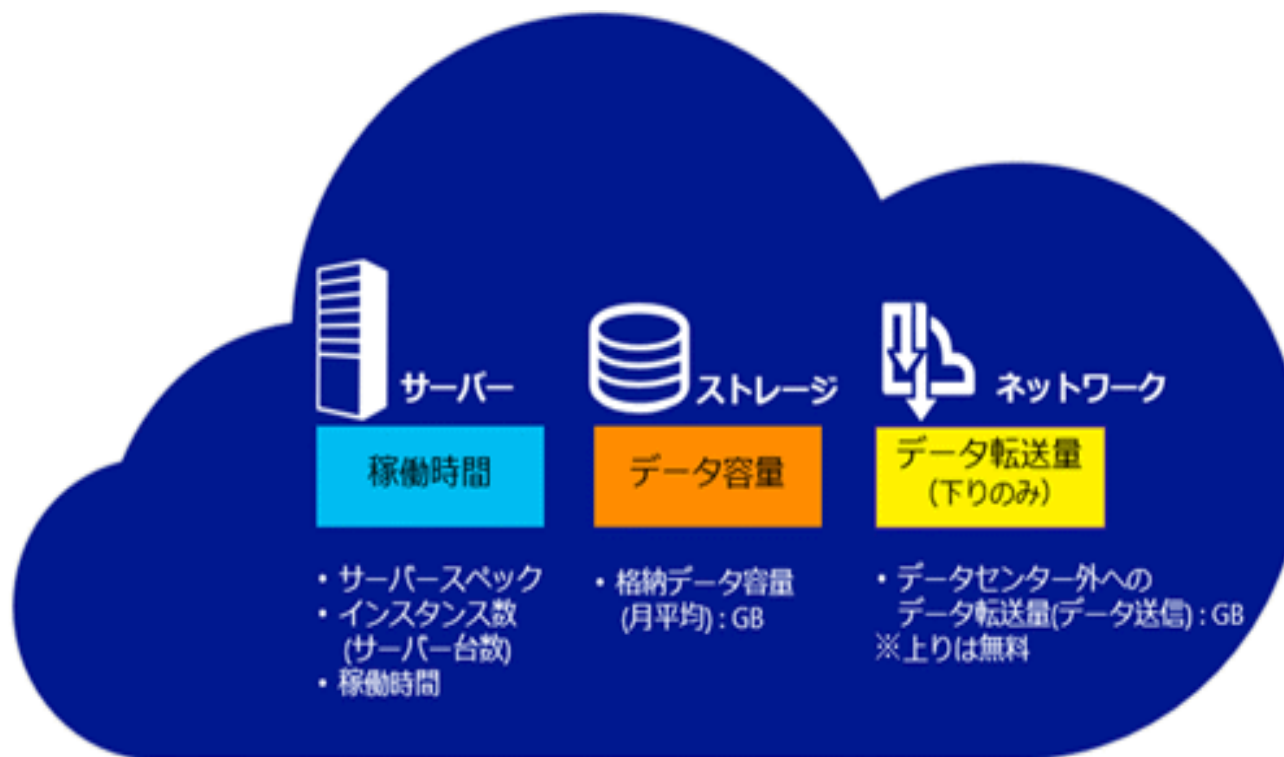 サーバー
稼働時間
・サーバースペック
・インスタンス数
(サーバー台数)
・稼働時間
ストレージ
データ容量
・格納データ容量
(月平均) : GB
ネットワーク
データ転送量
(下りのみ)
・データセンター外への
データ転送量(データ送信) : GB
※上りは無料